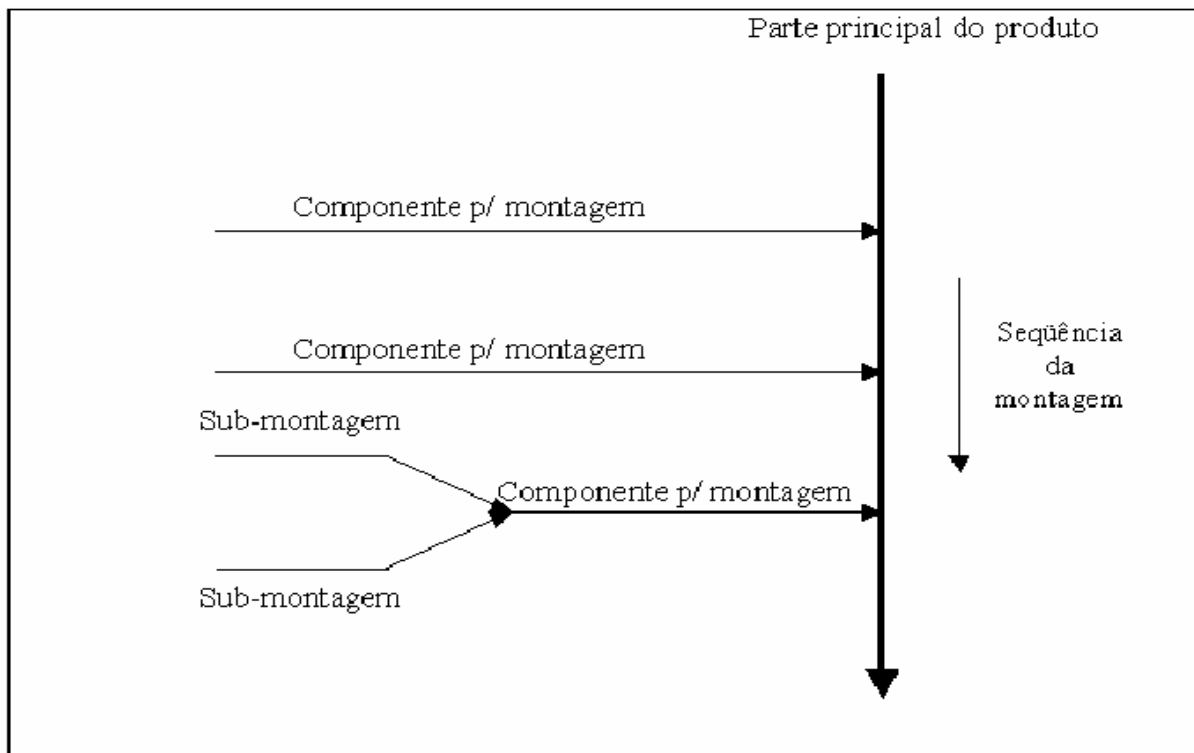 Parte principal do produto
Componente p/ montagem
Componente p/ montagem
Seqüência
da
montagem
Sub-montagem
Componente p/ montagem
Sub-montagem